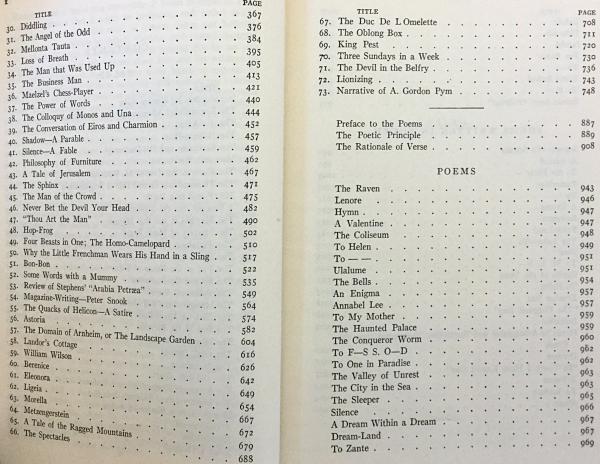 I
TITLE PAGE
30. Diddling 367
31. The Angel of the Odd 376
32. Mellonta Tauta 384
33. Loss of Breath 395
34. The Man that Was Used Up 405
35. The Business Man 413
36. Maelzel's Chess-Player 421
37. The Power of Words 440
38. The Colloquy of Monos and Una 444
39. The Conversation of Eiros and Charmion 452
40. Shadow—A Parable 457
41. Silence—A Fable 459
42. Philosophy of Furniture 462
43. A Tale of Jerusalem 467
44. The Sphinx 471
45. The Man of the Crowd 475
46. Never Bet the Devil Your Head 482
47. "Thou Art the Man" 490
48. Hop-Frog 502
49. Four Beasts in One; The Homo-Camelopard 510
50. Why the Little Frenchman Wears His Hand in a Sling 517
51. Bon-Bon 522
52. Some Words with a Mummy 535
53. Review of Stephens' "Arabia Petræa" 549
54. Magazine-Writing—Peter Snook 564
55. The Quacks of Helicon—A Satire 574
56. Astoria 582
57. The Domain of Arnheim, or The Landscape Garden 604
58. Landor's Cottage 616
59. William Wilson 626
60. Berenice 642
61. Eleonora 649
62. Ligeia 654
63. Morella 667
64. Metzengerstein 672
65. A Tale of the Ragged Mountains 679
66. The Spectacles 688
TITLE PAGE
67. The Duc De L'Omelette 708
68. The Oblong Box 711
69. King Pest 720
70. Three Sundays in a Week 730
71. The Devil in the Belfry 736
72. Lionizing 743
73. Narrative of A. Gordon Pym 748
Preface to the Poems 887
The Poetic Principle 889
The Rationale of Verse 908
POEMS
The Raven 943
Lenore 946
Hymn 947
A Valentine 947
The Coliseum 948
To Helen 949
To — — 951
Ulalume 951
The Bells 954
An Enigma 957
Annabel Lee 957
To My Mother 959
The Haunted Palace 959
The Conqueror Worm 960
To F—S S. O—D 962
To One in Paradise 962
The Valley of Unrest 963
The City in the Sea 963
The Sleeper 965
Silence 966
A Dream Within a Dream 967
Dream-Land 967
To Zante 969